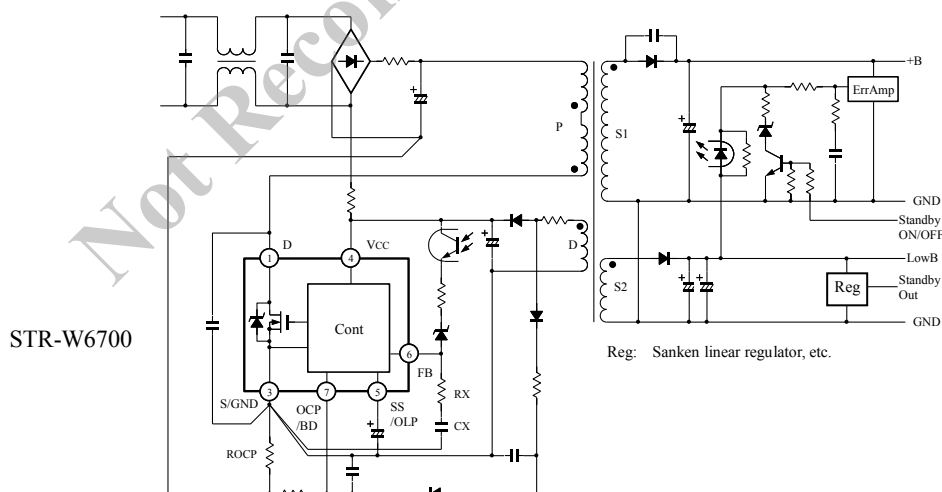 Not Recom
+B
ErrAmp
P
S1
GND
Standby
ON/OFF
D
VCC
D
LowB
1
4
S2
Reg
Standby
Out
STR-W6700
Cont
GND
6
FB
Reg: Sanken linear regulator, etc.
3
7
5
RX
S/GND
OCP
/BD
SS
/OLP
CX
ROCP